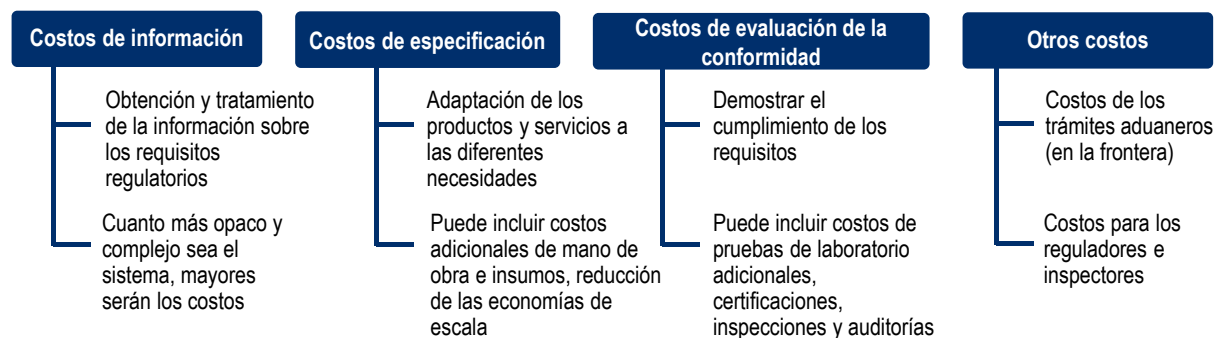 Costos de información
Obtención y tratamiento
de la información sobre
los requisitos
regulatorios
Cuanto más opaco y
complejo sea el
sistema, mayores
serán los costos
Costos de especificación
Adaptación de los
productos y servicios a
las diferentes
necesidades
Puede incluir costos
adicionales de mano de
obra e insumos, reducción
de las economías de
escala
Costos de evaluación de la
conformidad
Demostrar el
cumplimiento de los
requisitos
Puede incluir costos de
pruebas de laboratorio
adicionales,
certificaciones,
inspecciones y auditorías
Otros costos
Costos de los
trámites aduaneros
(en la frontera)
Costos para los
reguladores e
inspectores